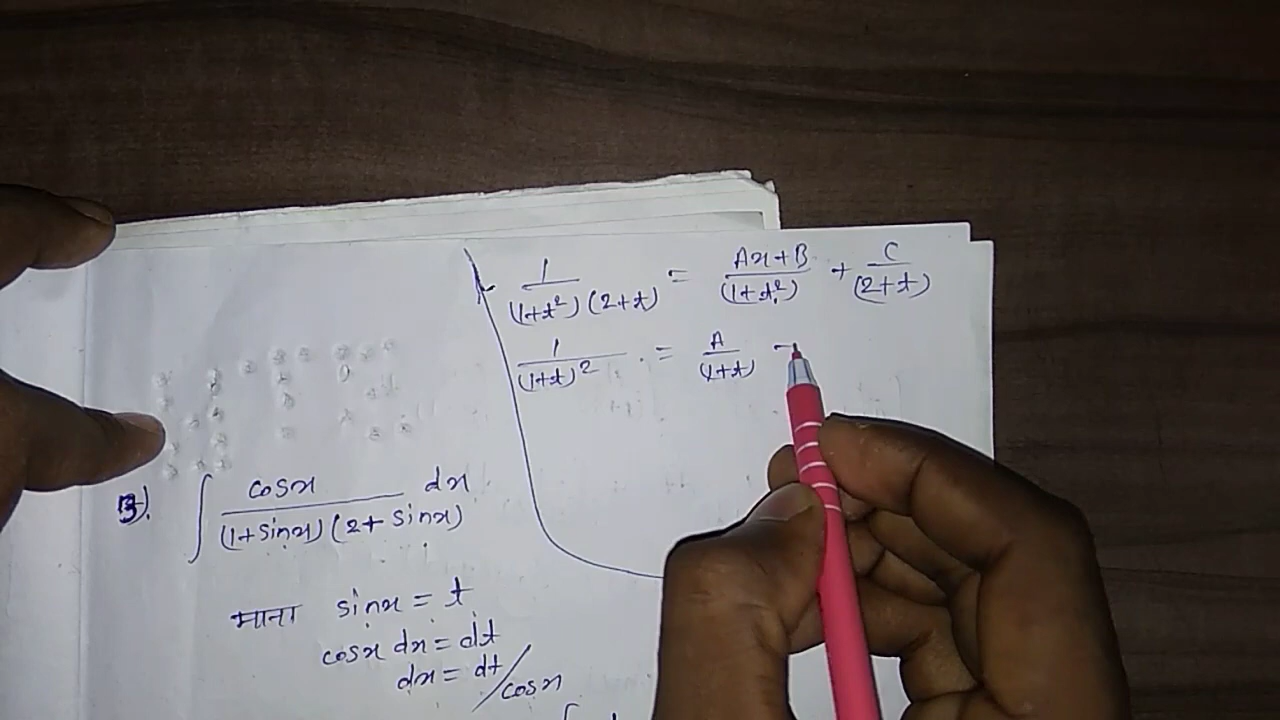 1/((1+t²)(2+t)) = (Ax+B)/(1+t²) + C/(2+t)
1/(1+t)² = A/(1+t)
3). ∫ cosx/((1+sinx)(2+sinx)) dx
माना sinx = t
cosx dx = dt
dx = dt/cosx